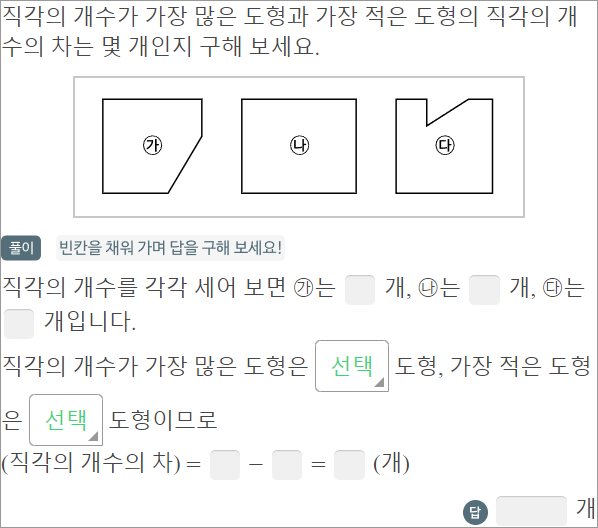 직각의 개수가 가장 많은 도형과 가장 적은 도형의 직각의 개
수의 차는 몇 개인지 구해 보세요.
㉮ ㉯ ㉰
풀이 빈칸을 채워 가며 답을 구해 보세요!
직각의 개수를 각각 세어 보면 ㉮는 개, ㉯는 개, ㉰는
개입니다.
직각의 개수가 가장 많은 도형은 선택 도형, 가장 적은 도형
은 선택 도형이므로
(직각의 개수의 차) = − = (개)
답 개